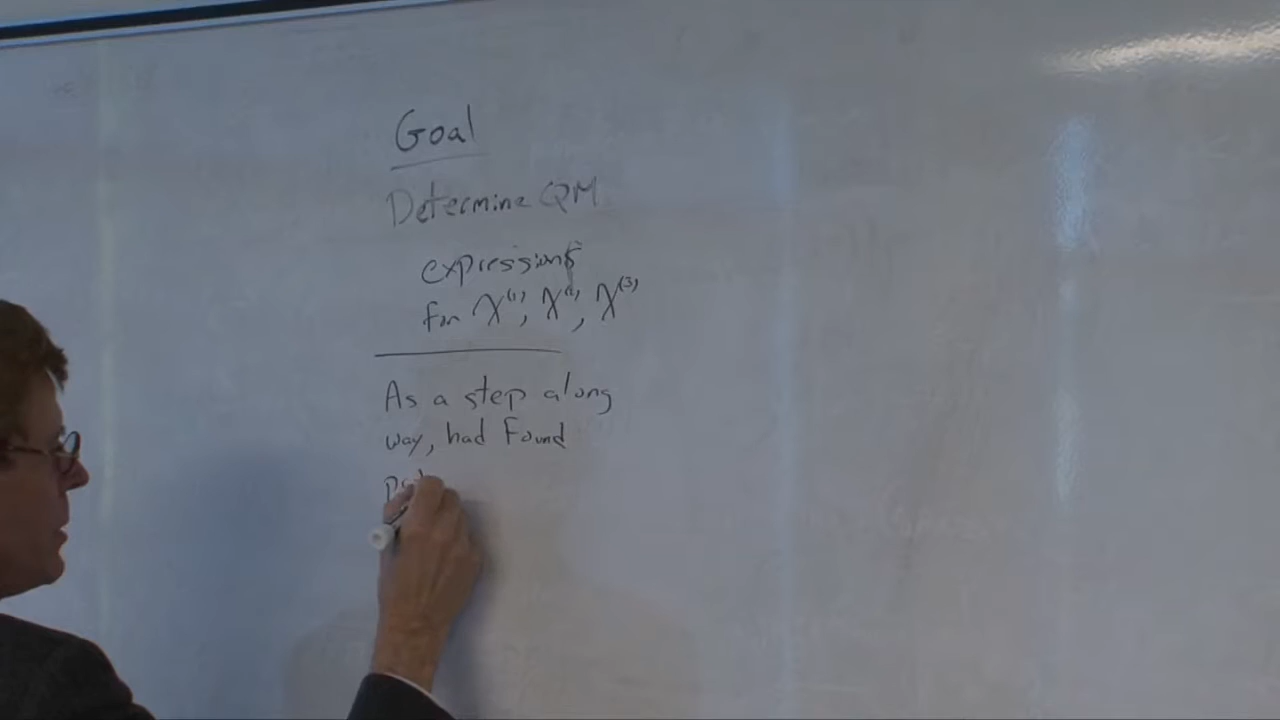 Goal
Determine QM
expressions
for χ⁽¹⁾, χ⁽²⁾, χ⁽³⁾
As a step along
way, had found